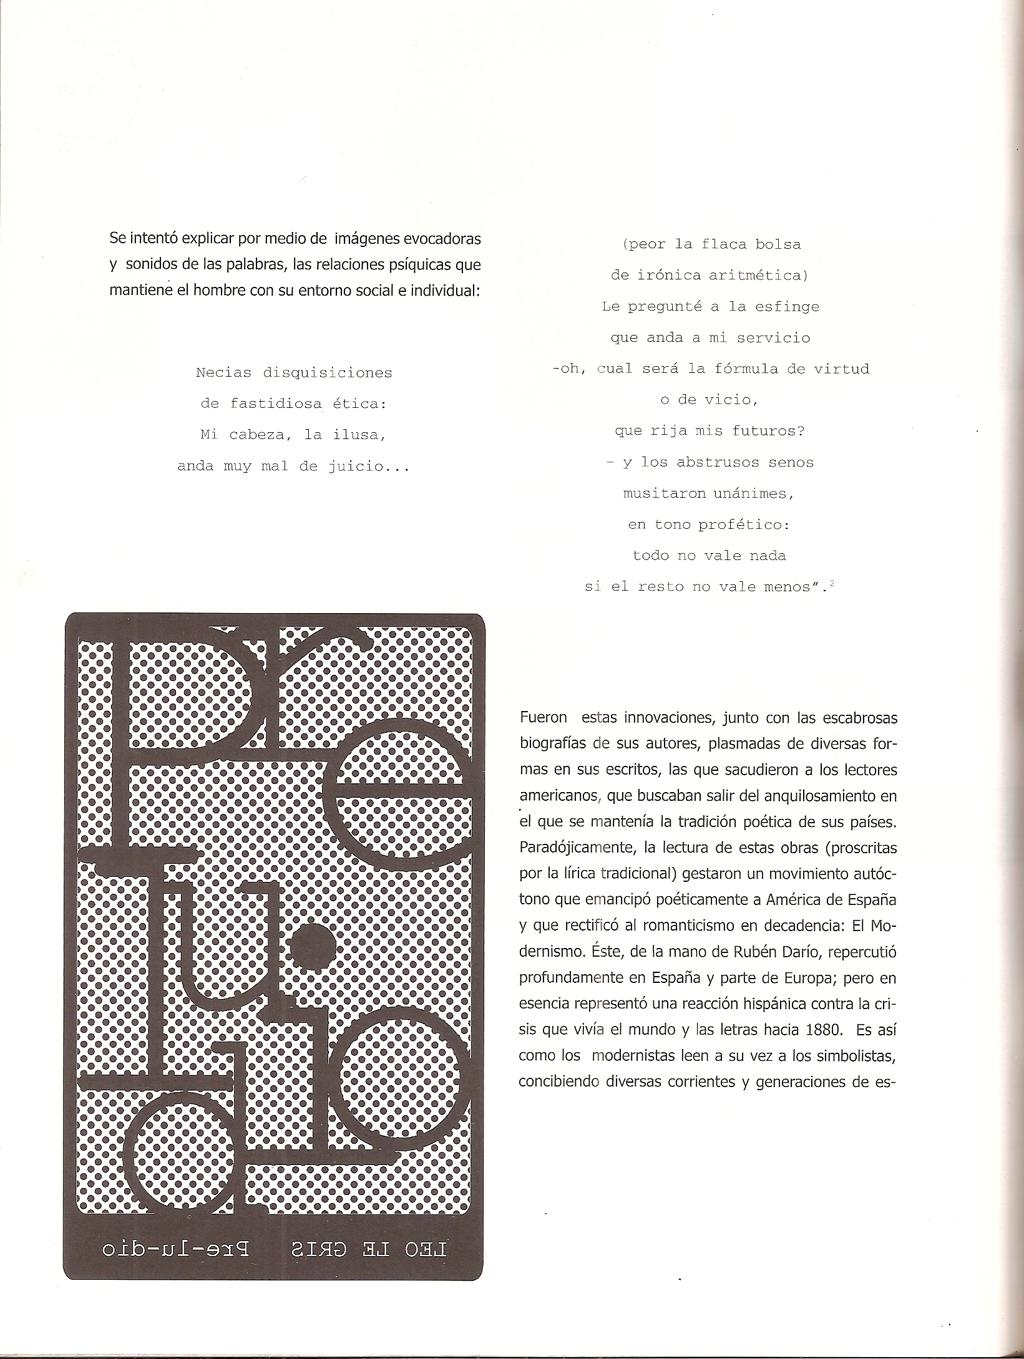 Se intentó explicar por medio de imágenes evocadoras
y sonidos de las palabras, las relaciones psíquicas que
mantiene el hombre con su entorno social e individual:
Necias disquisiciones
de fastidiosa ética:
Mi cabeza, la ilusa,
anda muy mal de juicio...
Pre
lu
dio
LEO LE GRIS Pre-lu-dio
(peor la flaca bolsa
de irónica aritmética)
Le pregunté a la esfinge
que anda a mi servicio
-oh, cual será la fórmula de virtud
o de vicio,
que rija mis futuros?
- y los abstrusos senos
musitaron unánimes,
en tono profético:
todo no vale nada
si el resto no vale menos".²
Fueron estas innovaciones, junto con las escabrosas
biografías de sus autores, plasmadas de diversas for-
mas en sus escritos, las que sacudieron a los lectores
americanos, que buscaban salir del anquilosamiento en
el que se mantenía la tradición poética de sus países.
Paradójicamente, la lectura de estas obras (proscritas
por la lírica tradicional) gestaron un movimiento autóc-
tono que emancipó poéticamente a América de España
y que rectificó al romanticismo en decadencia: El Mo-
dernismo. Éste, de la mano de Rubén Darío, repercutió
profundamente en España y parte de Europa; pero en
esencia representó una reacción hispánica contra la cri-
sis que vivía el mundo y las letras hacia 1880. Es así
como los modernistas leen a su vez a los simbolistas,
concibiendo diversas corrientes y generaciones de es-